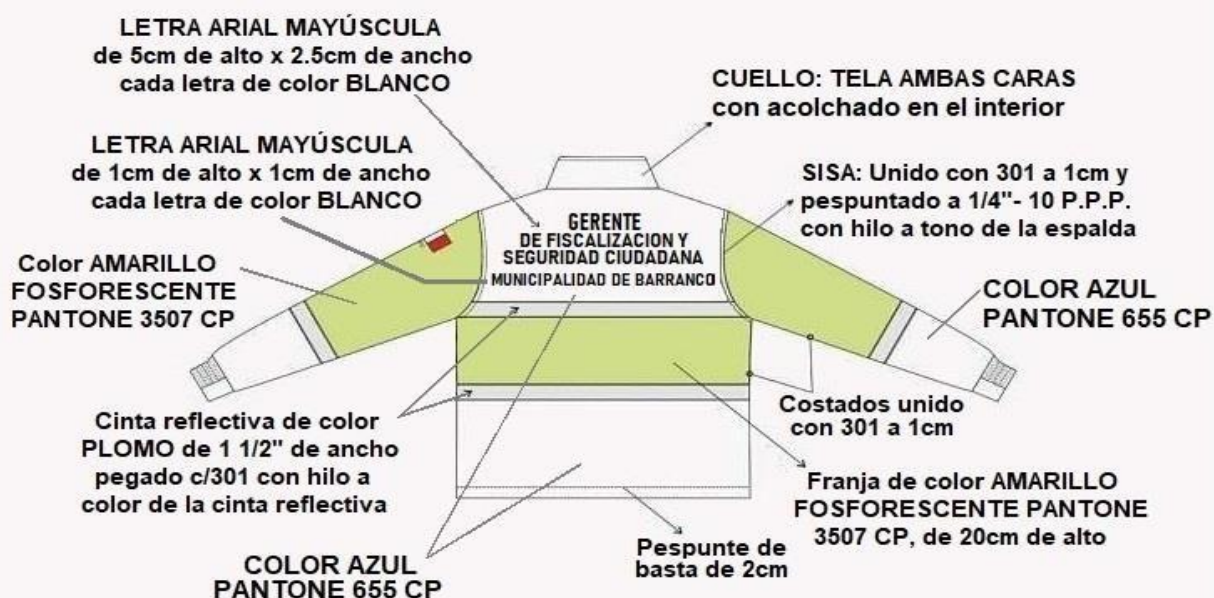 LETRA ARIAL MAYÚSCULA
de 5cm de alto x 2.5cm de ancho
cada letra de color BLANCO
CUELLO: TELA AMBAS CARAS
con acolchado en el interior
LETRA ARIAL MAYÚSCULA
de 1cm de alto x 1cm de ancho
cada letra de color BLANCO
SISA: Unido con 301 a 1cm y
pespuntado a 1/4"- 10 P.P.P.
con hilo a tono de la espalda
GERENTE
DE FISCALIZACION Y
SEGURIDAD CIUDADANA
MUNICIPALIDAD DE BARRANCO
Color AMARILLO
FOSFORESCENTE
PANTONE 3507 CP
COLOR AZUL
PANTONE 655 CP
Cinta reflectiva de color
PLOMO de 1 1/2" de ancho
pegado c/301 con hilo a
color de la cinta reflectiva
Costados unido
con 301 a 1cm
Franja de color AMARILLO
FOSFORESCENTE PANTONE
3507 CP, de 20cm de alto
Pespunte de
basta de 2cm
COLOR AZUL
PANTONE 655 CP